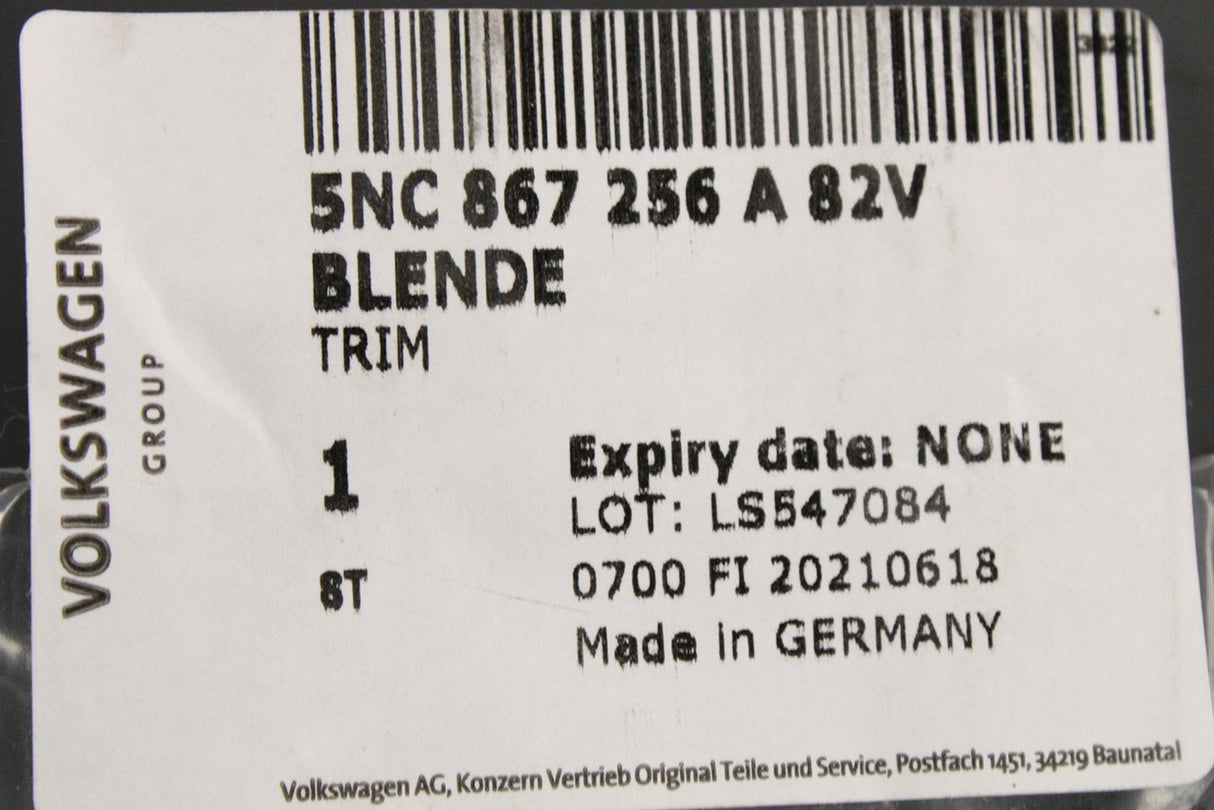 5NC 867 256 A 82V
BLENDE
TRIM
1
ST
Expiry date: NONE
LOT: LS547084
0700 FI 20210618
Made in GERMANY
VOLKSWAGEN
GROUP
Volkswagen AG, Konzern Vertrieb Original Teile und Service, Postfach 1451, 34219 Baunatal